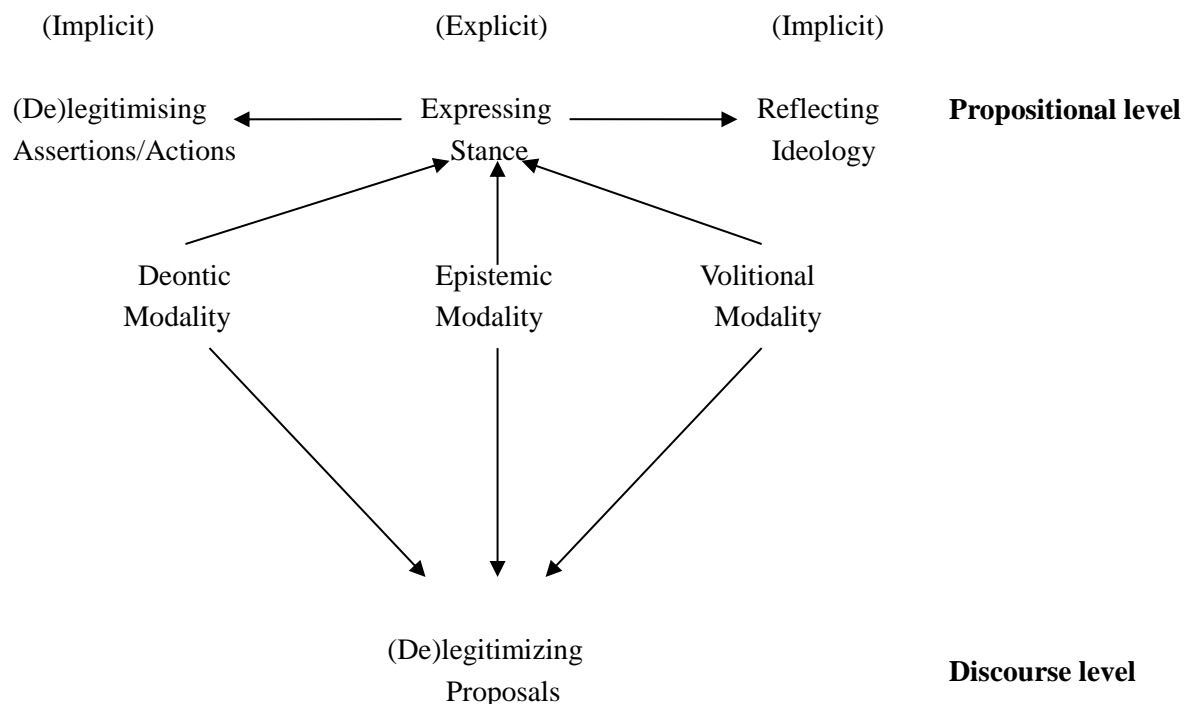 (Implicit) (Explicit) (Implicit)
(De)legitimising Expressing Reflecting Propositional level
Assertions/Actions Stance Ideology
Deontic Epistemic Volitional
Modality Modality Modality
(De)legitimizing
Proposals
Discourse level